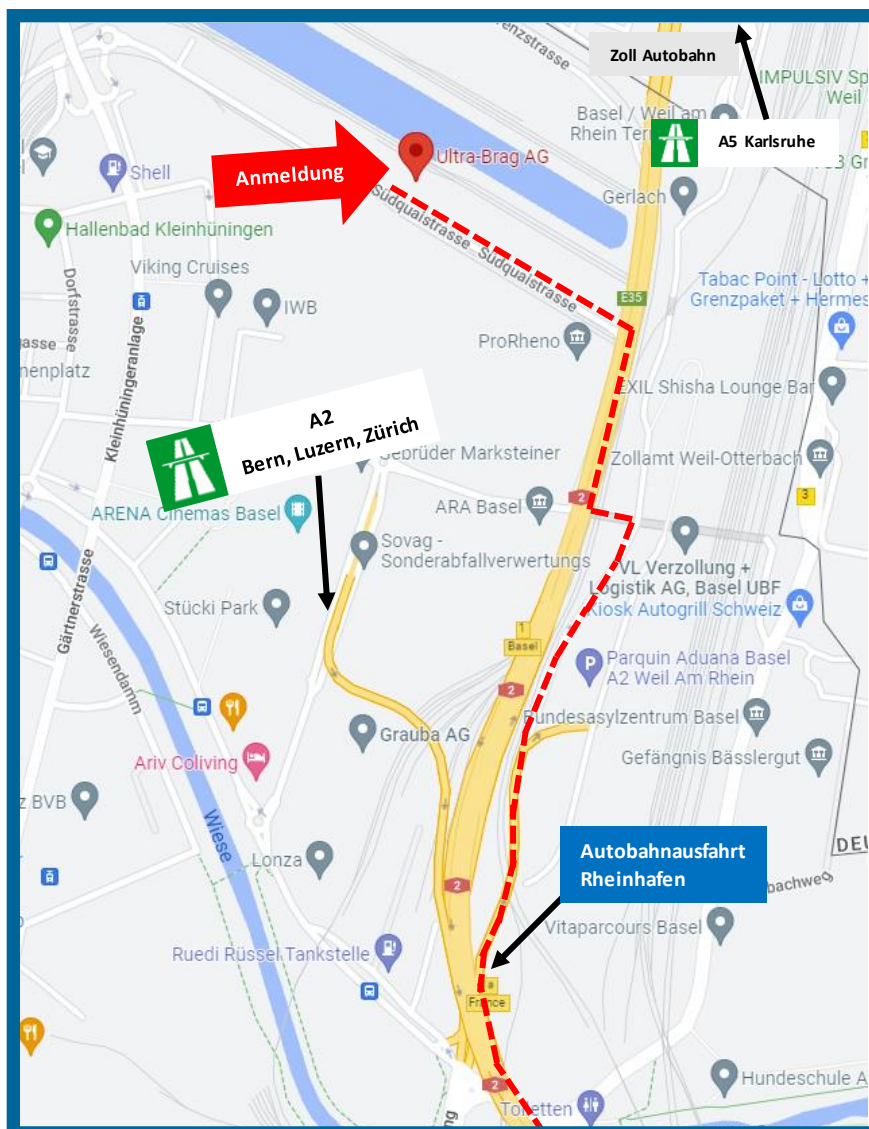 Zoll Autobahn
IMPULSIV Sp
Weil
Basel / Weil am
Rhein Ter
A5 Karlsruhe
Ultra-Brag AG
Anmeldung
Shell
Gerlach
Hallenbad Kleinhüningen
Südquaistrasse Südquaistrasse
Viking Cruises
Dorfstrasse
Tabac Point - Lotto +
Grenzpaket + Hermes
E35
IWB
ProRheno
Kleinhüningeranlage
asse
nenplatz
EXIL Shisha Lounge Bar
A2
Bern, Luzern, Zürich
Gebrüder Marksteiner
Zollamt Weil-Otterbach
2
3
ARA Basel
ARENA Cinemas Basel
Sovag -
Sonderabfallverwertungs
VL Verzollung +
Logistik AG, Basel UBF
Kiosk Autogrill Schweiz
Stücki Park
Gärtnerstrasse
Wiesendamm
1
Basel
P
Parquin Aduana Basel
A2 Weil Am Rhein
2
Bundesasylzentrum Basel
Grauba AG
Gefängnis Bässlergut
Ariv Coliving
z BVB
Wiese
Lonza
Autobahnausfahrt
Rheinhafen
DEU
2
bachweg
Vitaparcours Basel
Ruedi Rüssel Tankstelle
a
France
2
Hundeschule A
Toiletten
ng